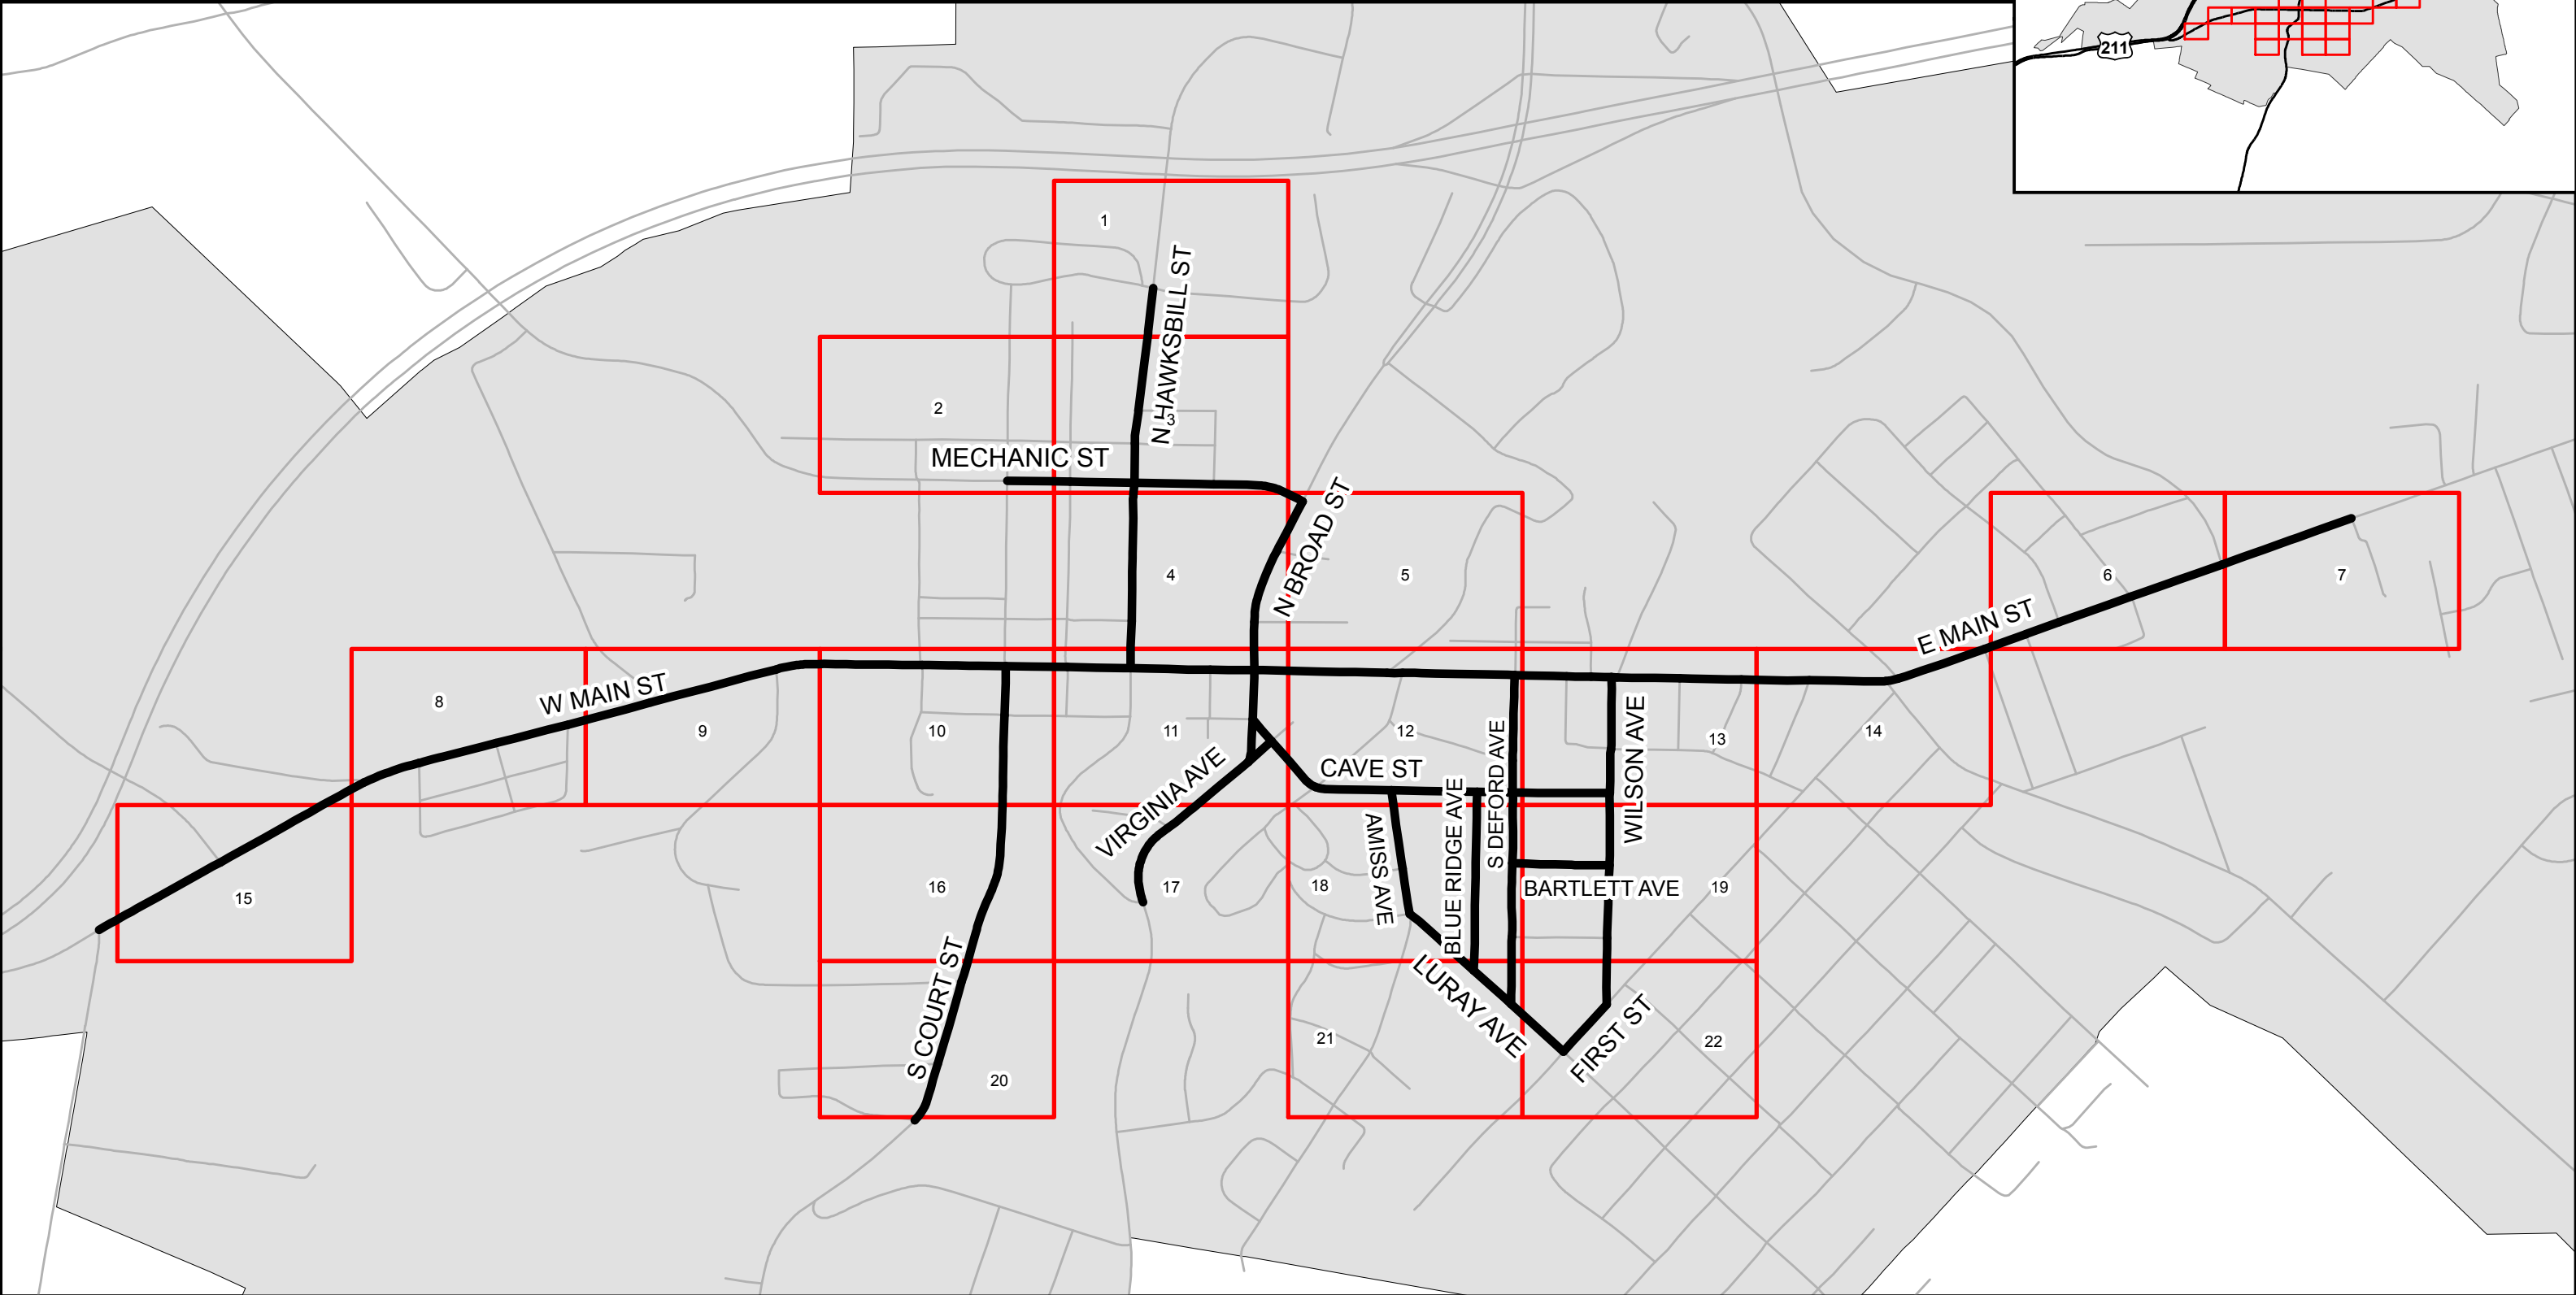 211
1
N HAWKSBILL ST
2
3
MECHANIC ST
N BROAD ST
4
5
6
7
E MAIN ST
W MAIN ST
8
9
10
11
12
13
14
WILSON AVE
S DEFORD AVE
CAVE ST
VIRGINIA AVE
BLUE RIDGE AVE
AMISS AVE
15
16
17
18
BARTLETT AVE
19
S COURT ST
LURAY AVE
FIRST ST
20
21
22